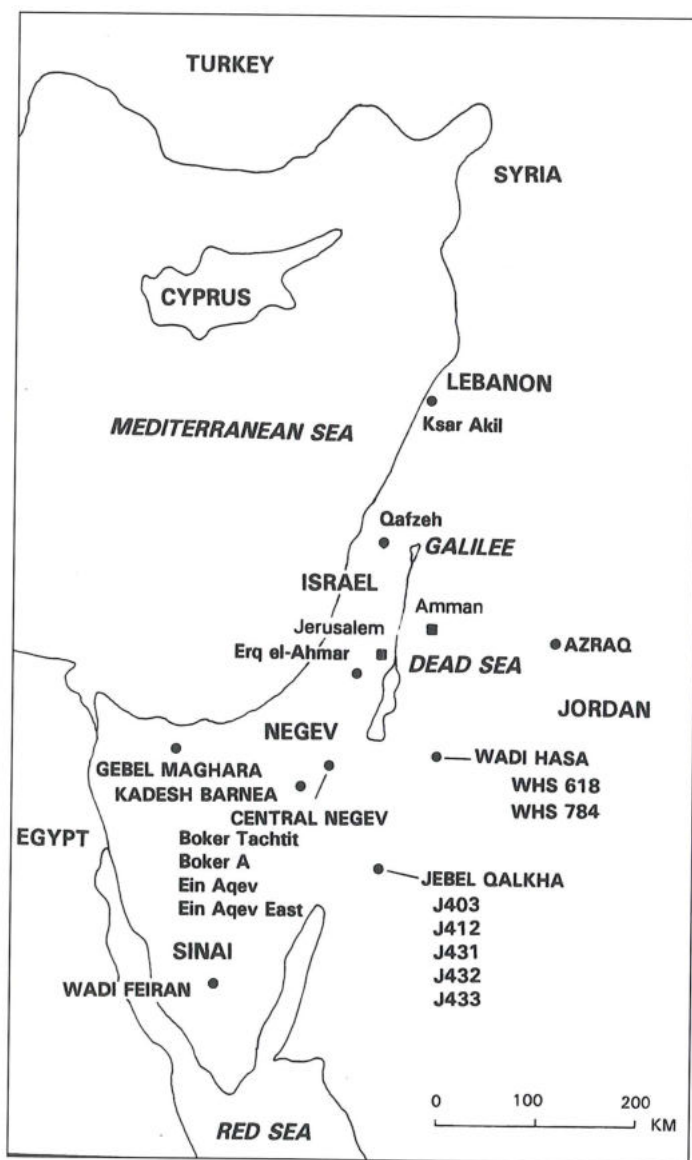 TURKEY
SYRIA
CYPRUS
LEBANON
MEDITERRANEAN SEA
Ksar Akil
Qafzeh
GALILEE
ISRAEL
Amman
Jerusalem
Erq el-Ahmar
AZRAQ
DEAD SEA
JORDAN
NEGEV
GEBEL MAGHARA
WADI HASA
KADESH BARNEA
WHS 618
CENTRAL NEGEV
WHS 784
EGYPT
Boker Tachtit
Boker A
JEBEL QALKHA
Ein Aqev
J403
Ein Aqev East
J412
J431
SINAI
J432
WADI FEIRAN
J433
0 100 200
KM
RED SEA